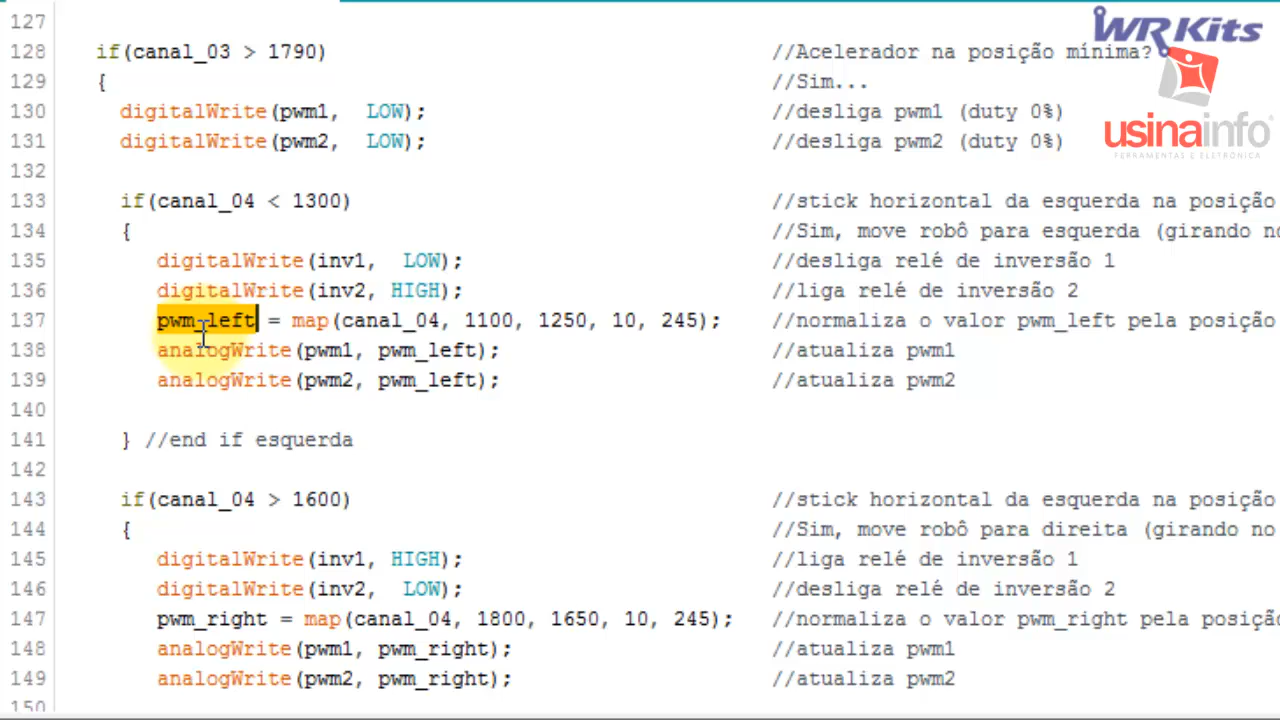 127
128 if(canal_03 > 1790) //Acelerador na posição mínima?
129 { //Sim...
130 digitalWrite(pwm1, LOW); //desliga pwm1 (duty 0%)
131 digitalWrite(pwm2, LOW); //desliga pwm2 (duty 0%)
132
133 if(canal_04 < 1300) //stick horizontal da esquerda na posição
134 { //Sim, move robô para esquerda (girando no
135 digitalWrite(inv1, LOW); //desliga relé de inversão 1
136 digitalWrite(inv2, HIGH); //liga relé de inversão 2
137 pwm_left = map(canal_04, 1100, 1250, 10, 245); //normaliza o valor pwm_left pela posição
138 analogWrite(pwm1, pwm_left); //atualiza pwm1
139 analogWrite(pwm2, pwm_left); //atualiza pwm2
140
141 } //end if esquerda
142
143 if(canal_04 > 1600) //stick horizontal da esquerda na posição
144 { //Sim, move robô para direita (girando no
145 digitalWrite(inv1, HIGH); //liga relé de inversão 1
146 digitalWrite(inv2, LOW); //desliga relé de inversão 2
147 pwm_right = map(canal_04, 1800, 1650, 10, 245); //normaliza o valor pwm_right pela posição
148 analogWrite(pwm1, pwm_right); //atualiza pwm1
149 analogWrite(pwm2, pwm_right); //atualiza pwm2
150
WR Kits
usinainfo
FERRAMENTAS E ELETRÔNICA